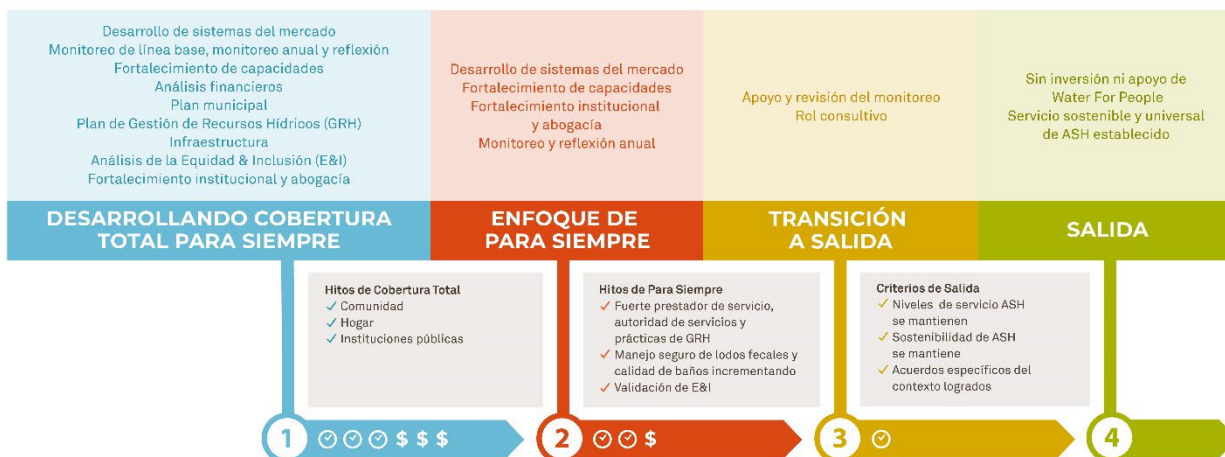 Desarrollo de sistemas del mercado
Monitoreo de línea base, monitoreo anual y reflexión
Fortalecimiento de capacidades
Análisis financieros
Plan municipal
Plan de Gestión de Recursos Hídricos (GRH)
Infraestructura
Análisis de la Equidad & Inclusión (E&I)
Fortalecimiento institucional y abogacía
DESARROLLANDO COBERTURA
TOTAL PARA SIEMPRE
Desarrollo de sistemas del mercado
Fortalecimiento de capacidades
Fortalecimiento institucional
y abogacía
Monitoreo y reflexión anual
ENFOQUE DE
PARA SIEMPRE
Apoyo y revisión del monitoreo
Rol consultivo
TRANSICIÓN
A SALIDA
Sin inversión ni apoyo de
Water For People
Servicio sostenible y universal
de ASH establecido
SALIDA
Hitos de Cobertura Total
✓ Comunidad
✓ Hogar
✓ Instituciones públicas
Hitos de Para Siempre
✓ Fuerte prestador de servicio,
autoridad de servicios y
prácticas de GRH
✓ Manejo seguro de lodos fecales y
calidad de baños incrementando
✓ Validación de E&I
Criterios de Salida
✓ Niveles de servicio ASH
se mantienen
✓ Sostenibilidad de ASH
se mantiene
✓ Acuerdos específicos del
contexto logrados
1 $ $ $
2 $
3
4